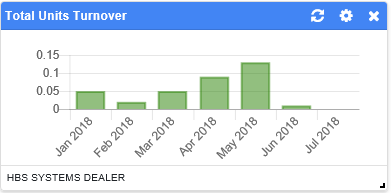 Total Units Turnover
0.15
0.1
0.05
0
Jan 2018
Feb 2018
Mar 2018
Apr 2018
May 2018
Jun 2018
Jul 2018
HBS SYSTEMS DEALER